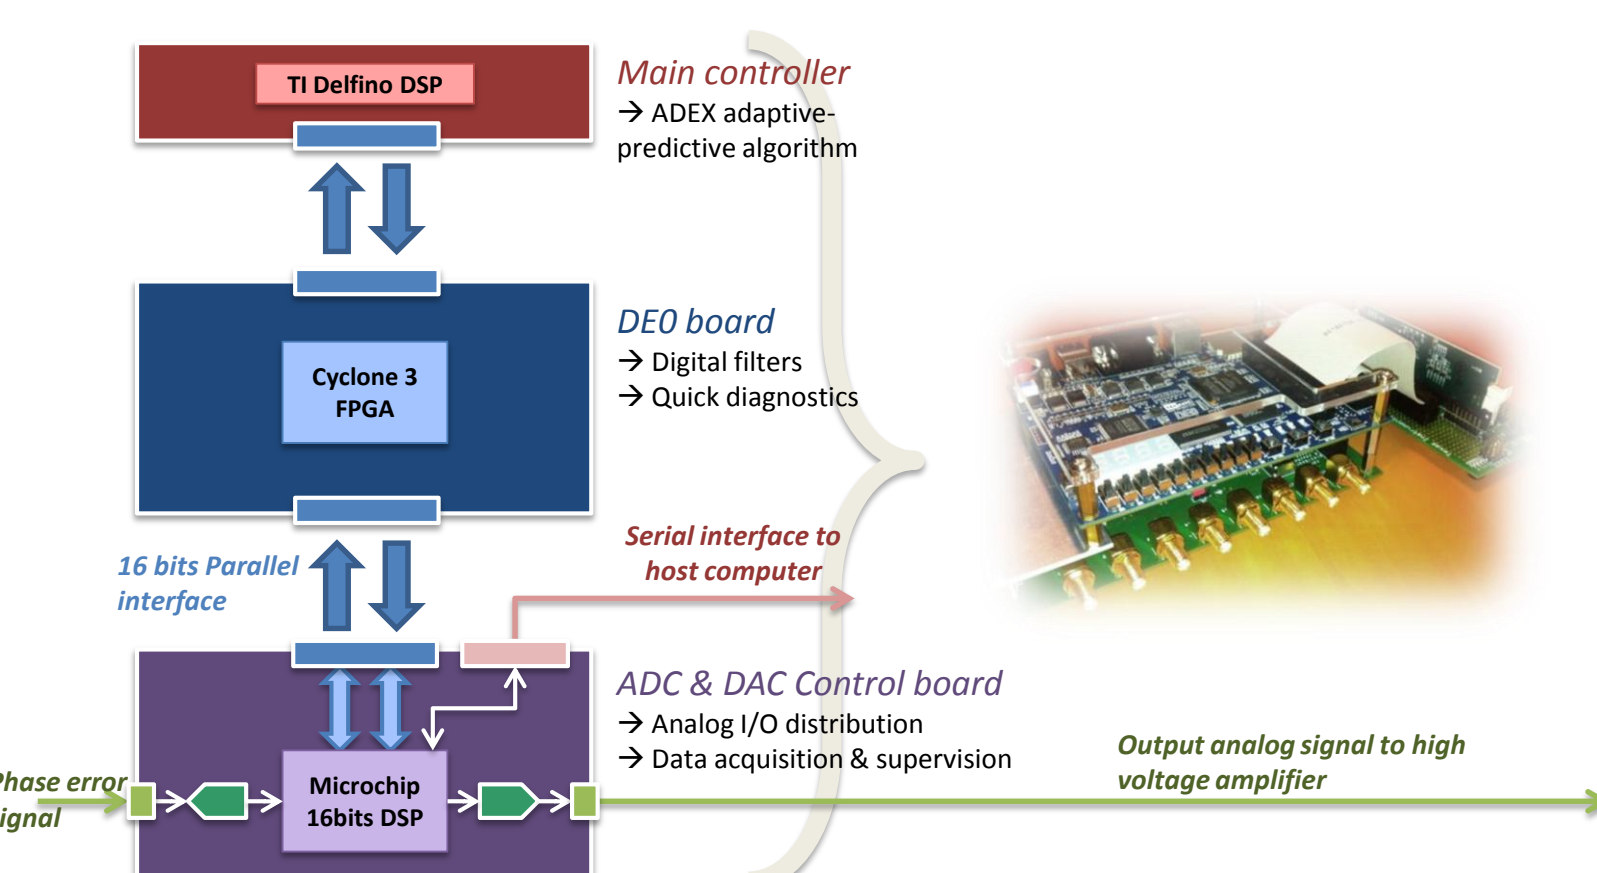 TI Delfino DSP
Main controller
→ ADEX adaptive-
predictive algorithm
Cyclone 3
FPGA
DE0 board
→ Digital filters
→ Quick diagnostics
16 bits Parallel
interface
Serial interface to
host computer
ADC & DAC Control board
→ Analog I/O distribution
→ Data acquisition & supervision
Microchip
16bits DSP
Phase error
ignal
Output analog signal to high
voltage amplifier